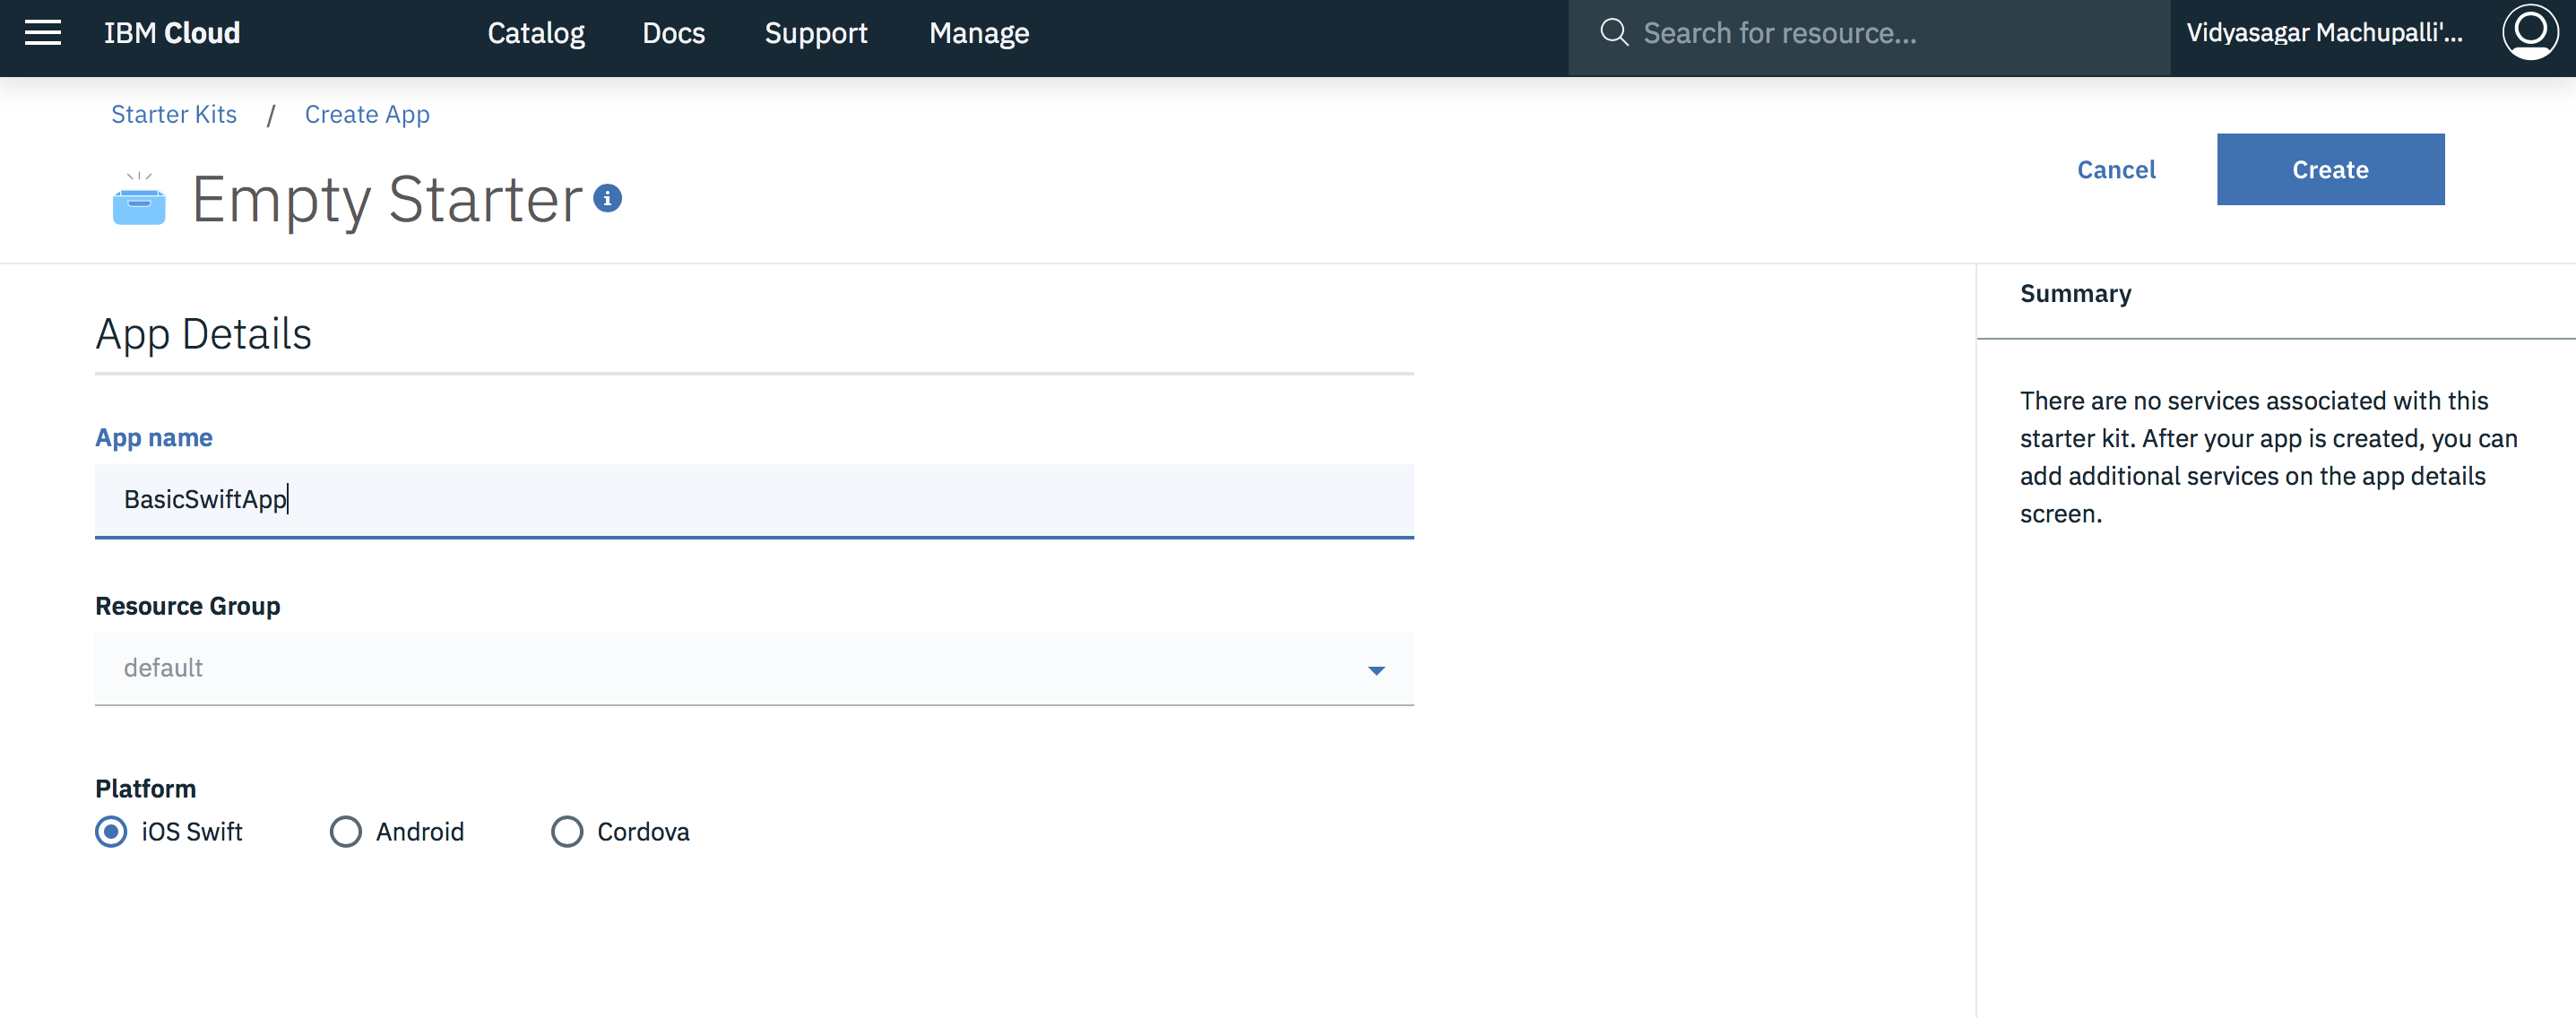 IBM Cloud
Catalog
Docs
Support
Manage
Search for resource...
Vidyasagar Machupalli'...
Starter Kits / Create App
Empty Starter
Cancel
Create
App Details
App name
BasicSwiftApp
Resource Group
default
Platform
iOS Swift
Android
Cordova
Summary
There are no services associated with this
starter kit. After your app is created, you can
add additional services on the app details
screen.